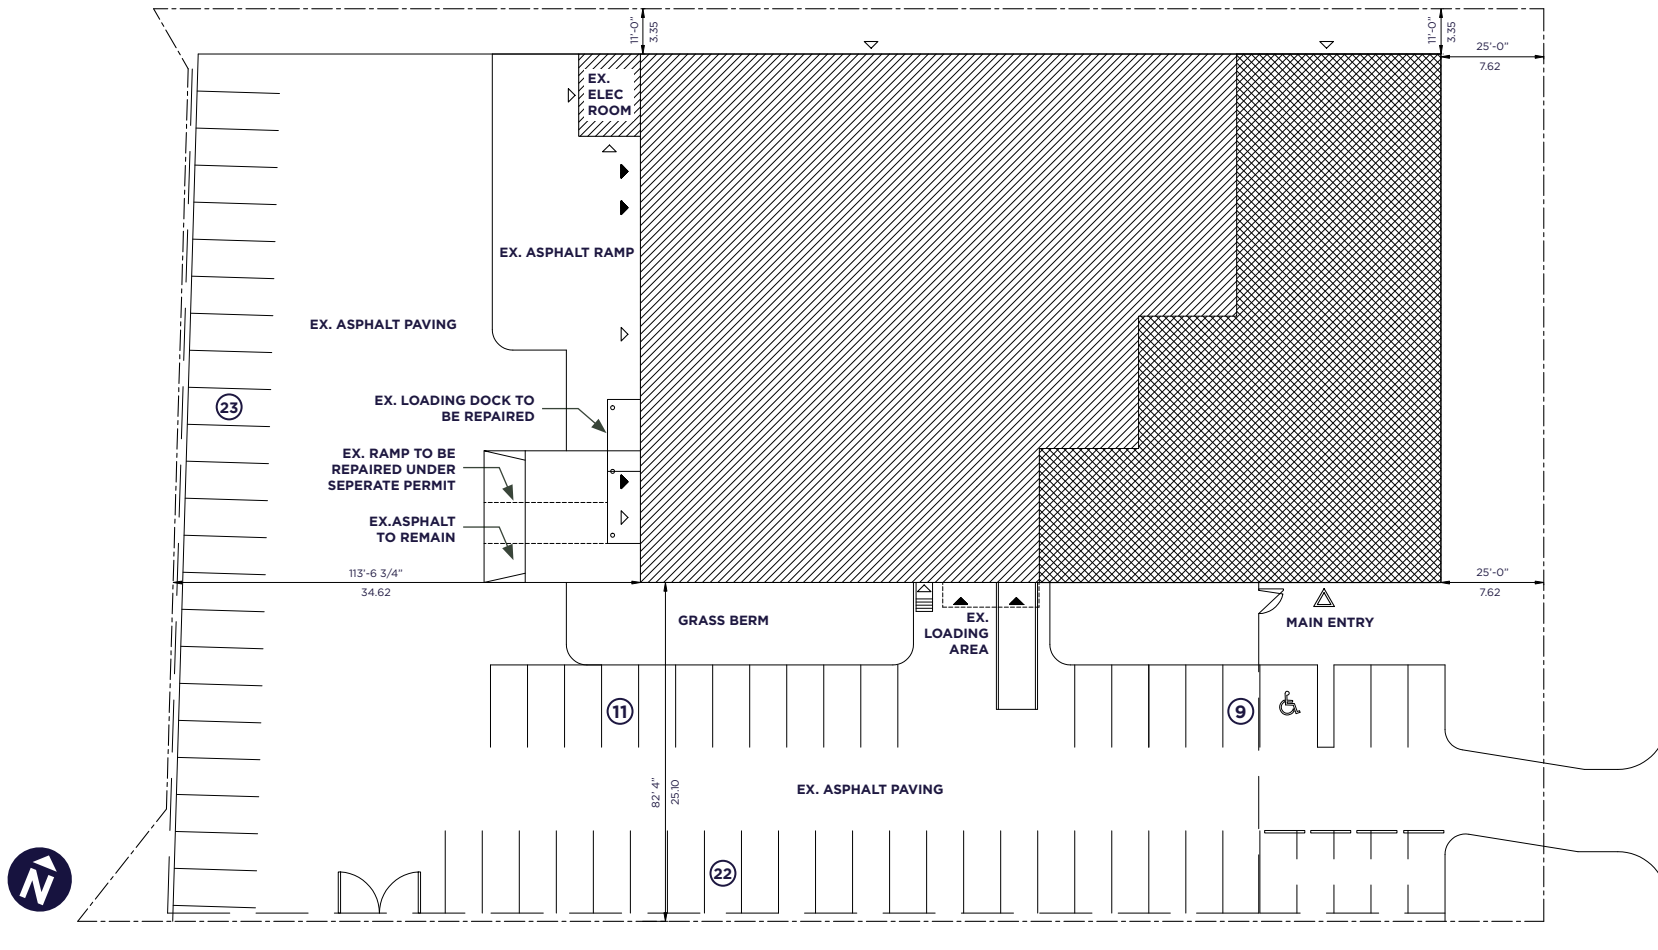 11'-0"
3.35
11'-0"
3.35
25'-0"
7.62
EX.
ELEC
ROOM
EX. ASPHALT RAMP
EX. ASPHALT PAVING
23
EX. LOADING DOCK TO
BE REPAIRED
EX. RAMP TO BE
REPAIRED UNDER
SEPERATE PERMIT
EX.ASPHALT
TO REMAIN
113'-6 3/4"
34.62
25'-0"
7.62
GRASS BERM
EX.
LOADING
AREA
MAIN ENTRY
11
9
82' 4"
25.10
EX. ASPHALT PAVING
22
N